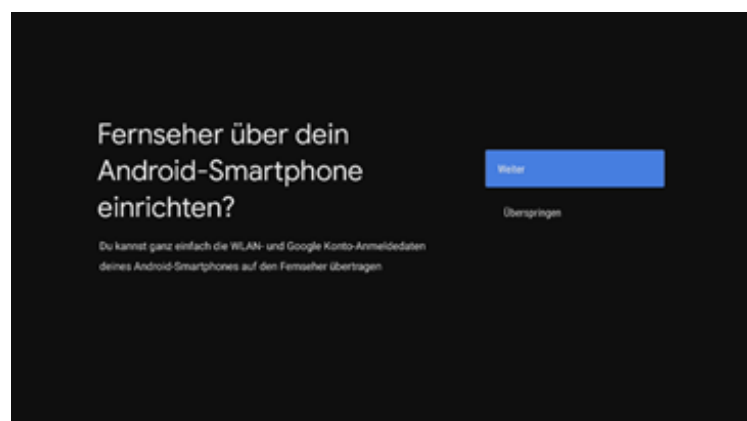 Fernseher über dein
Android-Smartphone
einrichten?
Du kannst ganz einfach die WLAN- und Google Konto-Anmeldedaten
deines Android-Smartphones auf den Fernseher übertragen
Weiter
Überspringen